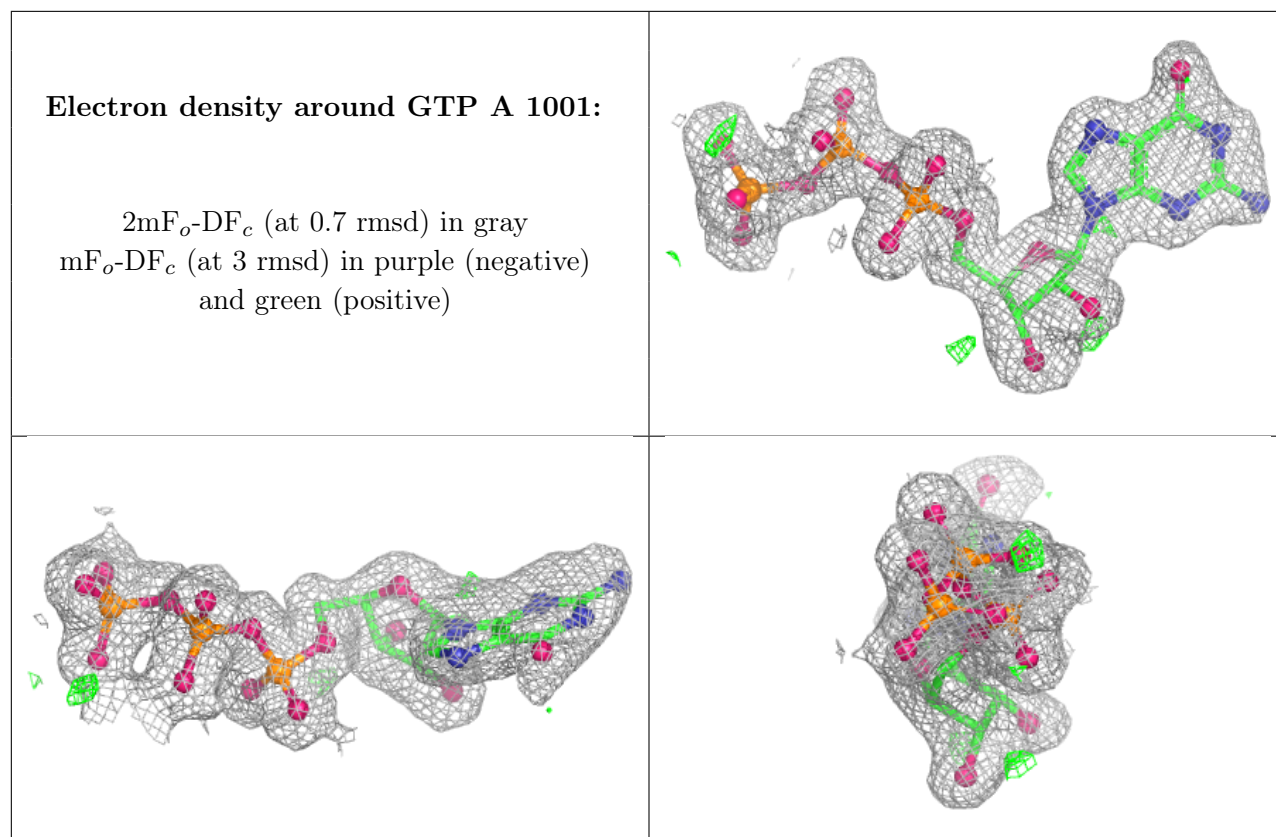 Electron density around GTP A 1001:
2mFₒ-DF𝒸 (at 0.7 rmsd) in gray
mFₒ-DF𝒸 (at 3 rmsd) in purple (negative)
and green (positive)